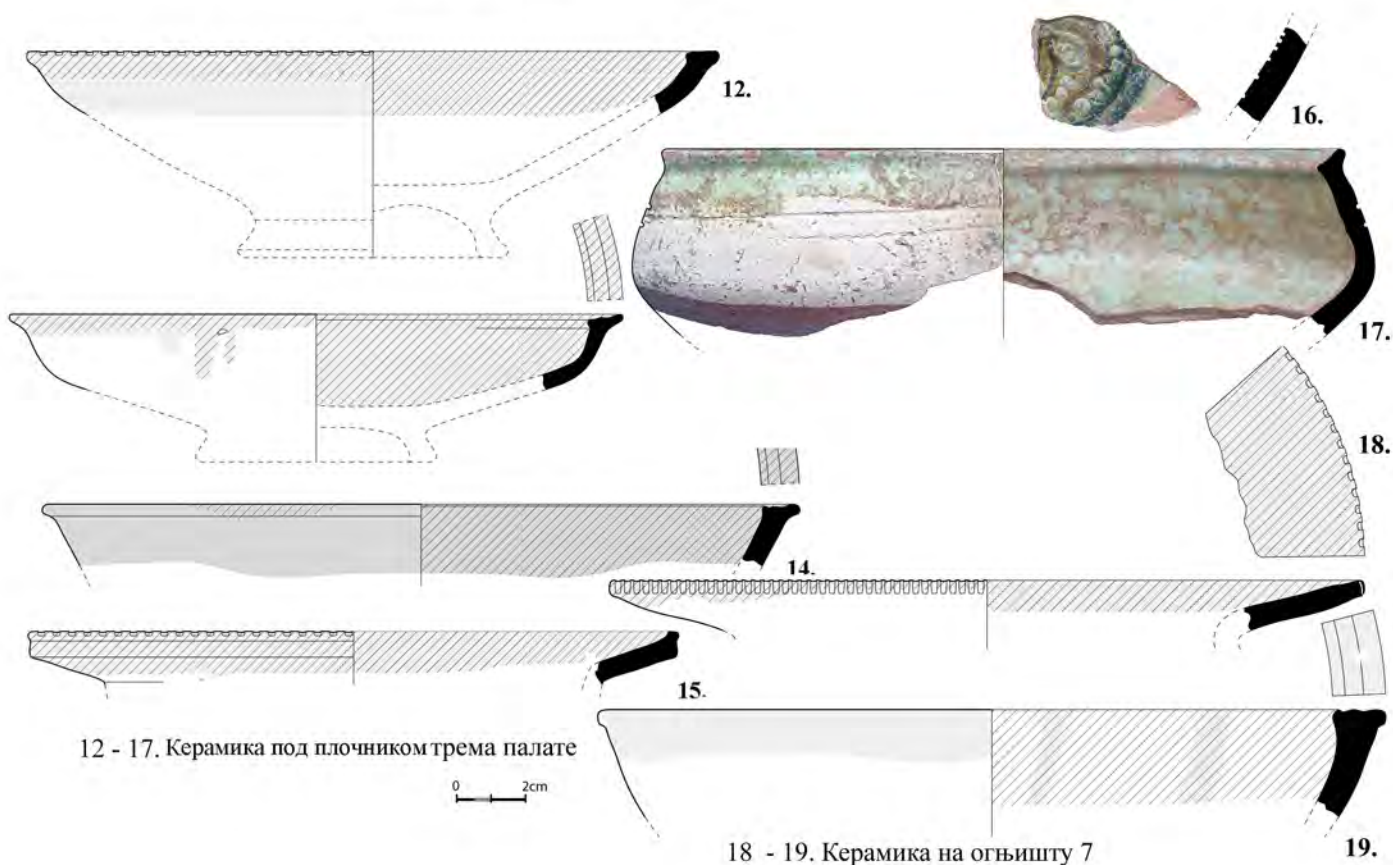 12.
16.
17.
18.
14.
15.
12 - 17. Керамика под плочником трема палате
0 2cm
18 - 19. Керамика на огњишту 7
19.